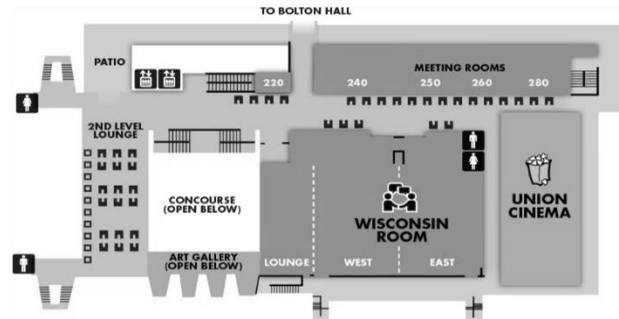 TO BOLTON HALL
PATIO
MEETING ROOMS
220
240
250
260
280
2ND LEVEL
LOUNGE
CONCOURSE
(OPEN BELOW)
UNION
CINEMA
WISCONSIN
ROOM
ART GALLERY
(OPEN BELOW)
LOUNGE
WEST
EAST